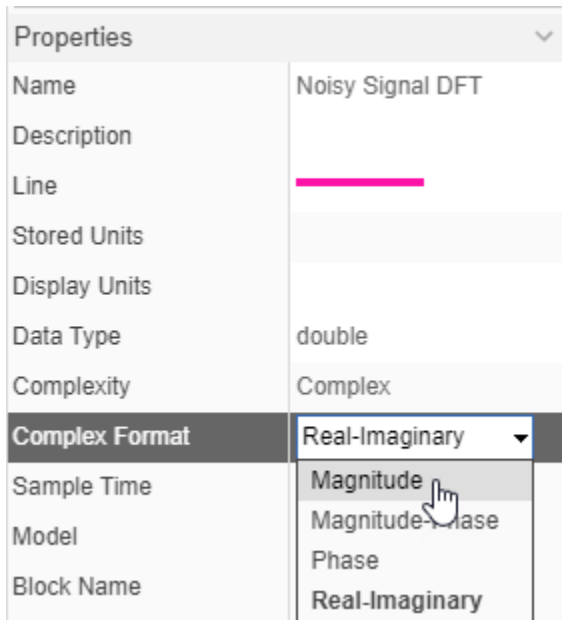 Properties
Name Noisy Signal DFT
Description
Line
Stored Units
Display Units
Data Type double
Complexity Complex
Complex Format Real-Imaginary
Sample Time Magnitude
Model Magnitude-Phase
Phase
Block Name Real-Imaginary